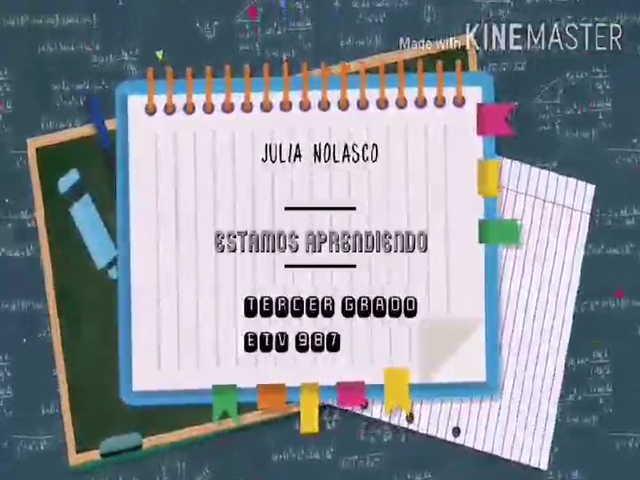 Made with KINEMASTER
JULIA NOLASCO
ESTAMOS APRENDIENDO
TERCER GRADO
ETV 987